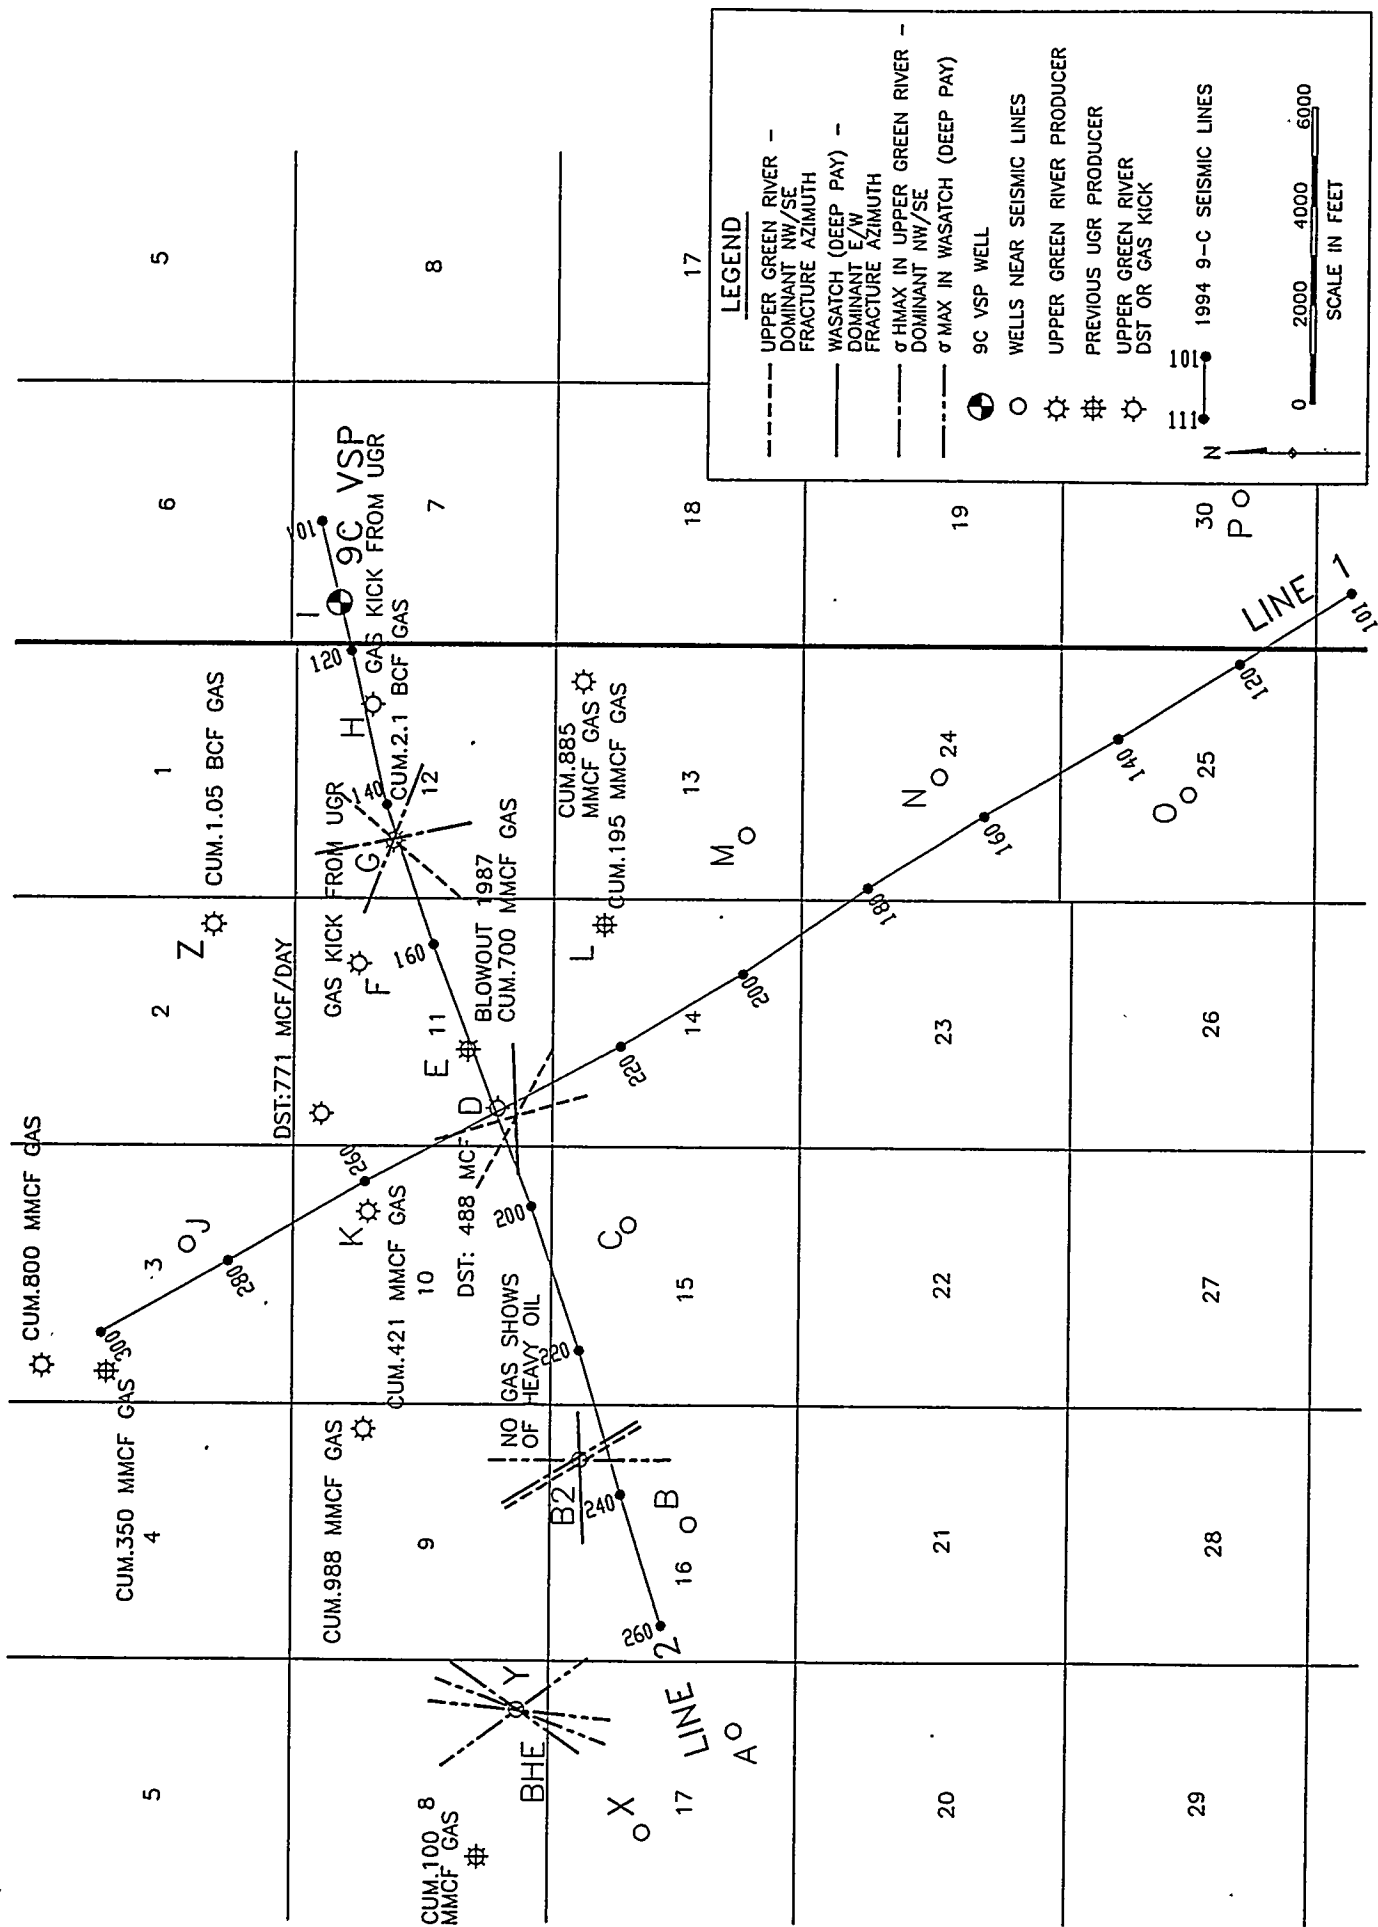 5
4
3
2
1
6
5
CUM.350 MMCF GAS
CUM.800 MMCF GAS
J
Z
CUM.1.05 BCF GAS
300
280
DST:771 MCF/DAY
CUM.100
MMCF GAS
8
9
10
11
12
7
8
CUM.988 MMCF GAS
CUM.421 MMCF GAS
K
260
GAS KICK FROM UGR
F
160
G
140
CUM.2.1 BCF GAS
H
120
GAS KICK FROM UGR
I
9C VSP
101
BHE
Y
DST: 488 MCF
D
E
BLOWOUT 1987
CUM.700 MMCF GAS
NO GAS SHOWS
OF HEAVY OIL
200
220
B2
240
260
LINE 2
X
A
B
C
L
CUM.195 MMCF GAS
CUM.885
MMCF GAS
17
16
15
14
13
18
17
220
200
M
180
20
21
22
23
24
19
N
160
140
29
28
27
26
25
30
O
P
120
101
LINE 1
LEGEND
UPPER GREEN RIVER -
DOMINANT NW/SE
FRACTURE AZIMUTH
WASATCH (DEEP PAY) -
DOMINANT E/W
FRACTURE AZIMUTH
σ HMAX IN UPPER GREEN RIVER -
DOMINANT NW/SE
σ MAX IN WASATCH (DEEP PAY)
9C VSP WELL
WELLS NEAR SEISMIC LINES
UPPER GREEN RIVER PRODUCER
PREVIOUS UGR PRODUCER
UPPER GREEN RIVER
DST OR GAS KICK
111 101 1994 9-C SEISMIC LINES
N
0 2000 4000 6000
SCALE IN FEET